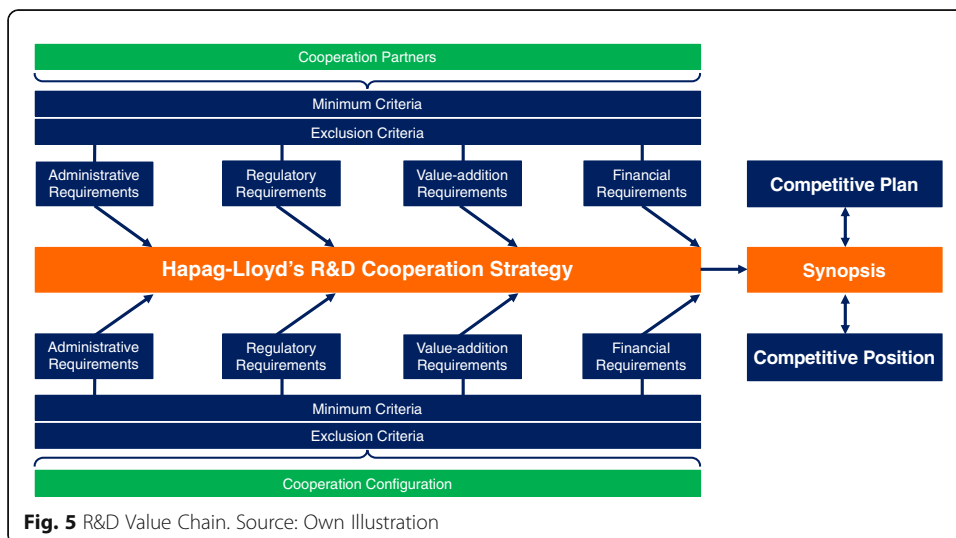 Cooperation Partners
Minimum Criteria
Exclusion Criteria
Administrative
Requirements
Regulatory
Requirements
Value-addition
Requirements
Financial
Requirements
Competitive Plan
Hapag-Lloyd's R&D Cooperation Strategy
Synopsis
Administrative
Requirements
Regulatory
Requirements
Value-addition
Requirements
Financial
Requirements
Competitive Position
Minimum Criteria
Exclusion Criteria
Cooperation Configuration
Fig. 5 R&D Value Chain. Source: Own Illustration